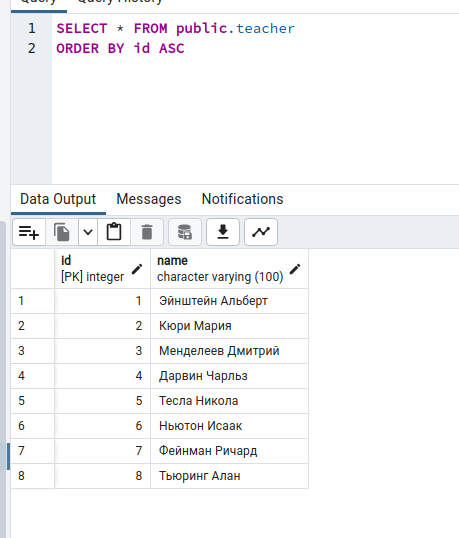 Query Query History
1 SELECT * FROM public.teacher
2 ORDER BY id ASC
Data Output Messages Notifications
id name
[PK] integer character varying (100)
1 1 Эйнштейн Альберт
2 2 Кюри Мария
3 3 Менделеев Дмитрий
4 4 Дарвин Чарльз
5 5 Тесла Никола
6 6 Ньютон Исаак
7 7 Фейнман Ричард
8 8 Тьюринг Алан